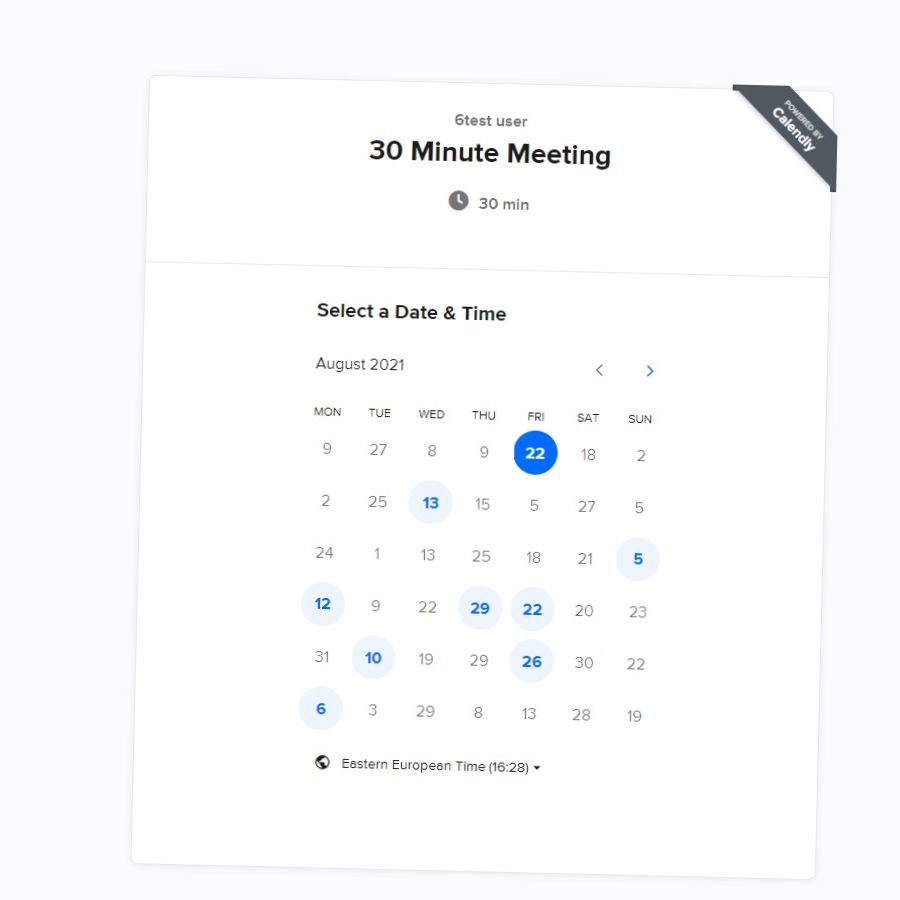 POWERED BY
Calendly
6test user
30 Minute Meeting
30 min
Select a Date & Time
August 2021
MON TUE WED THU FRI SAT SUN
9 27 8 9 22 18 2
2 25 13 15 5 27 5
24 1 13 25 18 21 5
12 9 22 29 22 20 23
31 10 19 29 26 30 22
6 3 29 8 13 28 19
Eastern European Time (16:28)